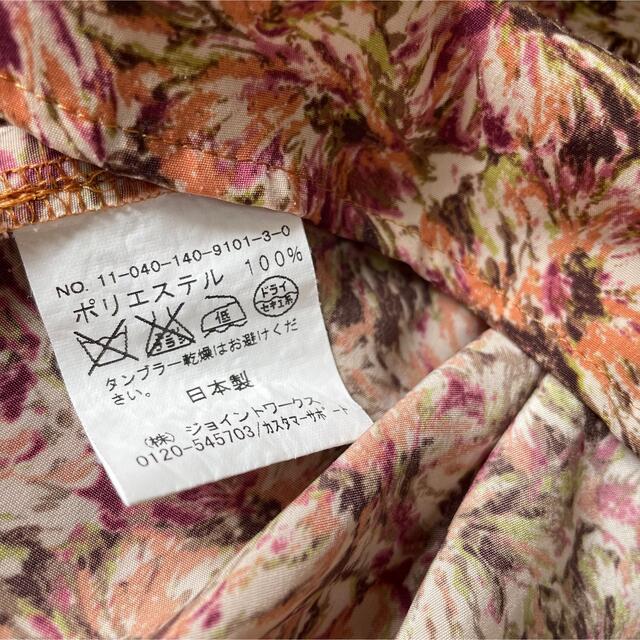 NO. 11-040-140-9101-3-0
ポリエステル 100%
低 ドライ セキユ系
タンブラー乾燥はお避けくだ
さい。
日本製
(株) ジョイントワークス
0120-545703/カスタマーサポート